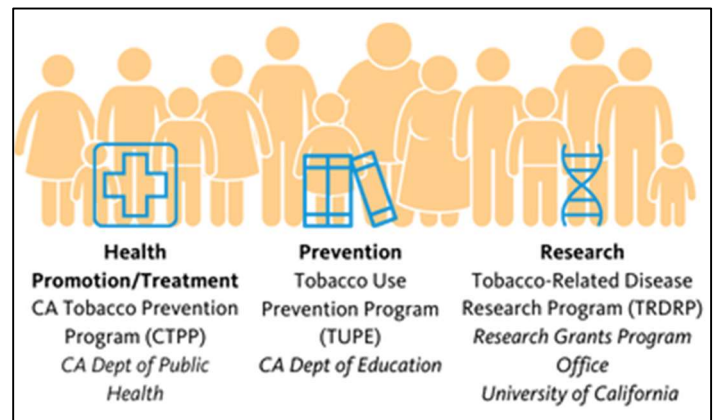 Health
Promotion/Treatment
CA Tobacco Prevention
Program (CTPP)
CA Dept of Public
Health
Prevention
Tobacco Use
Prevention Program
(TUPE)
CA Dept of Education
Research
Tobacco-Related Disease
Research Program (TRDRP)
Research Grants Program
Office
University of California